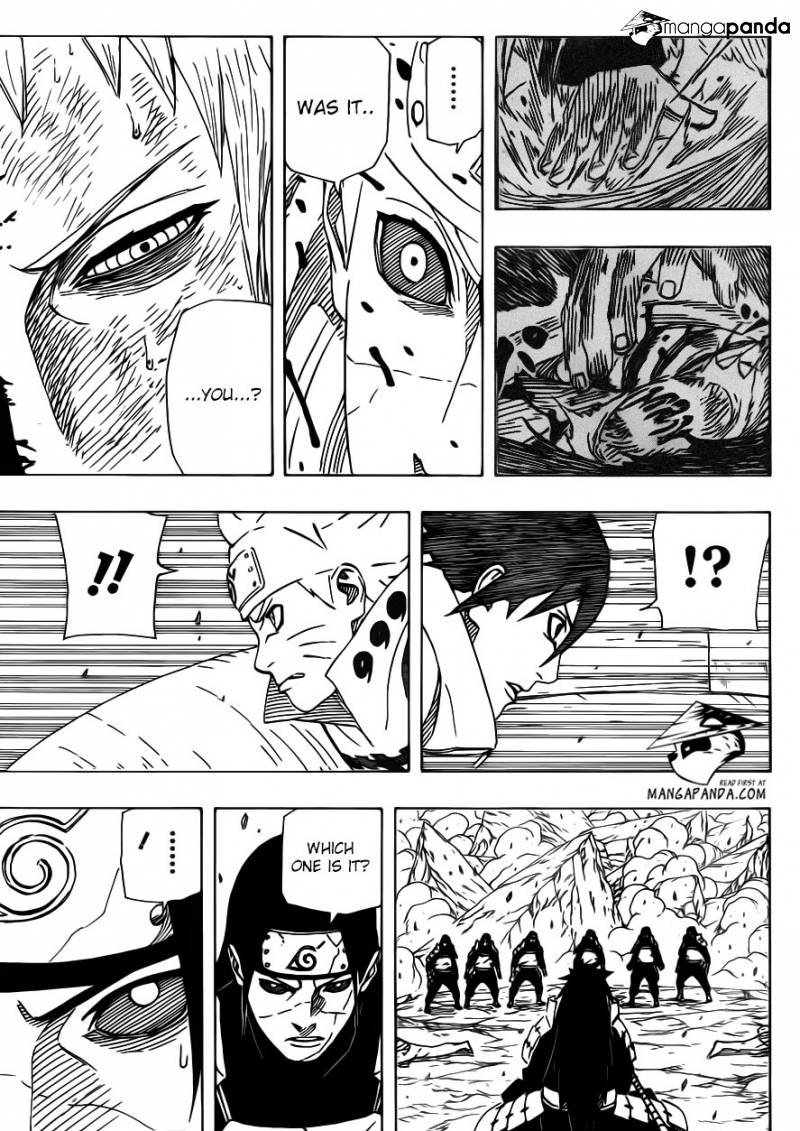 mangapanda
......
WAS IT..
...YOU...?
!?
!!
READ FIRST AT
MANGAPANDA.COM
WHICH
ONE IS IT?
......